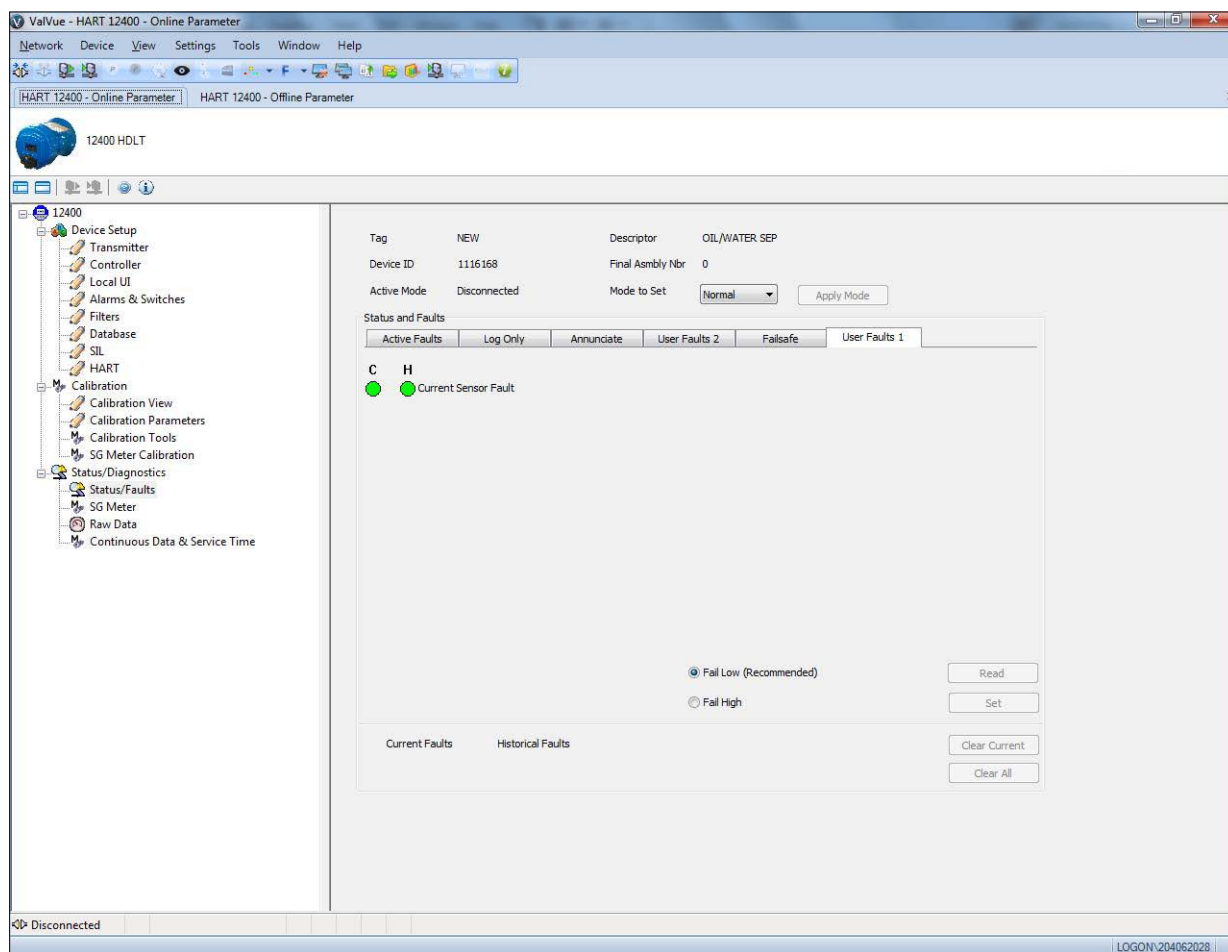 ValVue - HART 12400 - Online Parameter
Network Device View Settings Tools Window Help
F
HART 12400 - Online Parameter HART 12400 - Offline Parameter
12400 HDLT
12400
Device Setup
Transmitter
Controller
Local UI
Alarms & Switches
Filters
Database
SIL
HART
Calibration
Calibration View
Calibration Parameters
Calibration Tools
SG Meter Calibration
Status/Diagnostics
Status/Faults
SG Meter
Raw Data
Continuous Data & Service Time
Tag NEW Descriptor OIL/WATER SEP
Device ID 1116168 Final Asmbly Nbr 0
Active Mode Disconnected Mode to Set Normal Apply Mode
Status and Faults
Active Faults Log Only Annunciate User Faults 2 Failsafe User Faults 1
C H
Current Sensor Fault
Fail Low (Recommended) Read
Fail High Set
Current Faults Historical Faults Clear Current
Clear All
Disconnected
LOGON\204062028